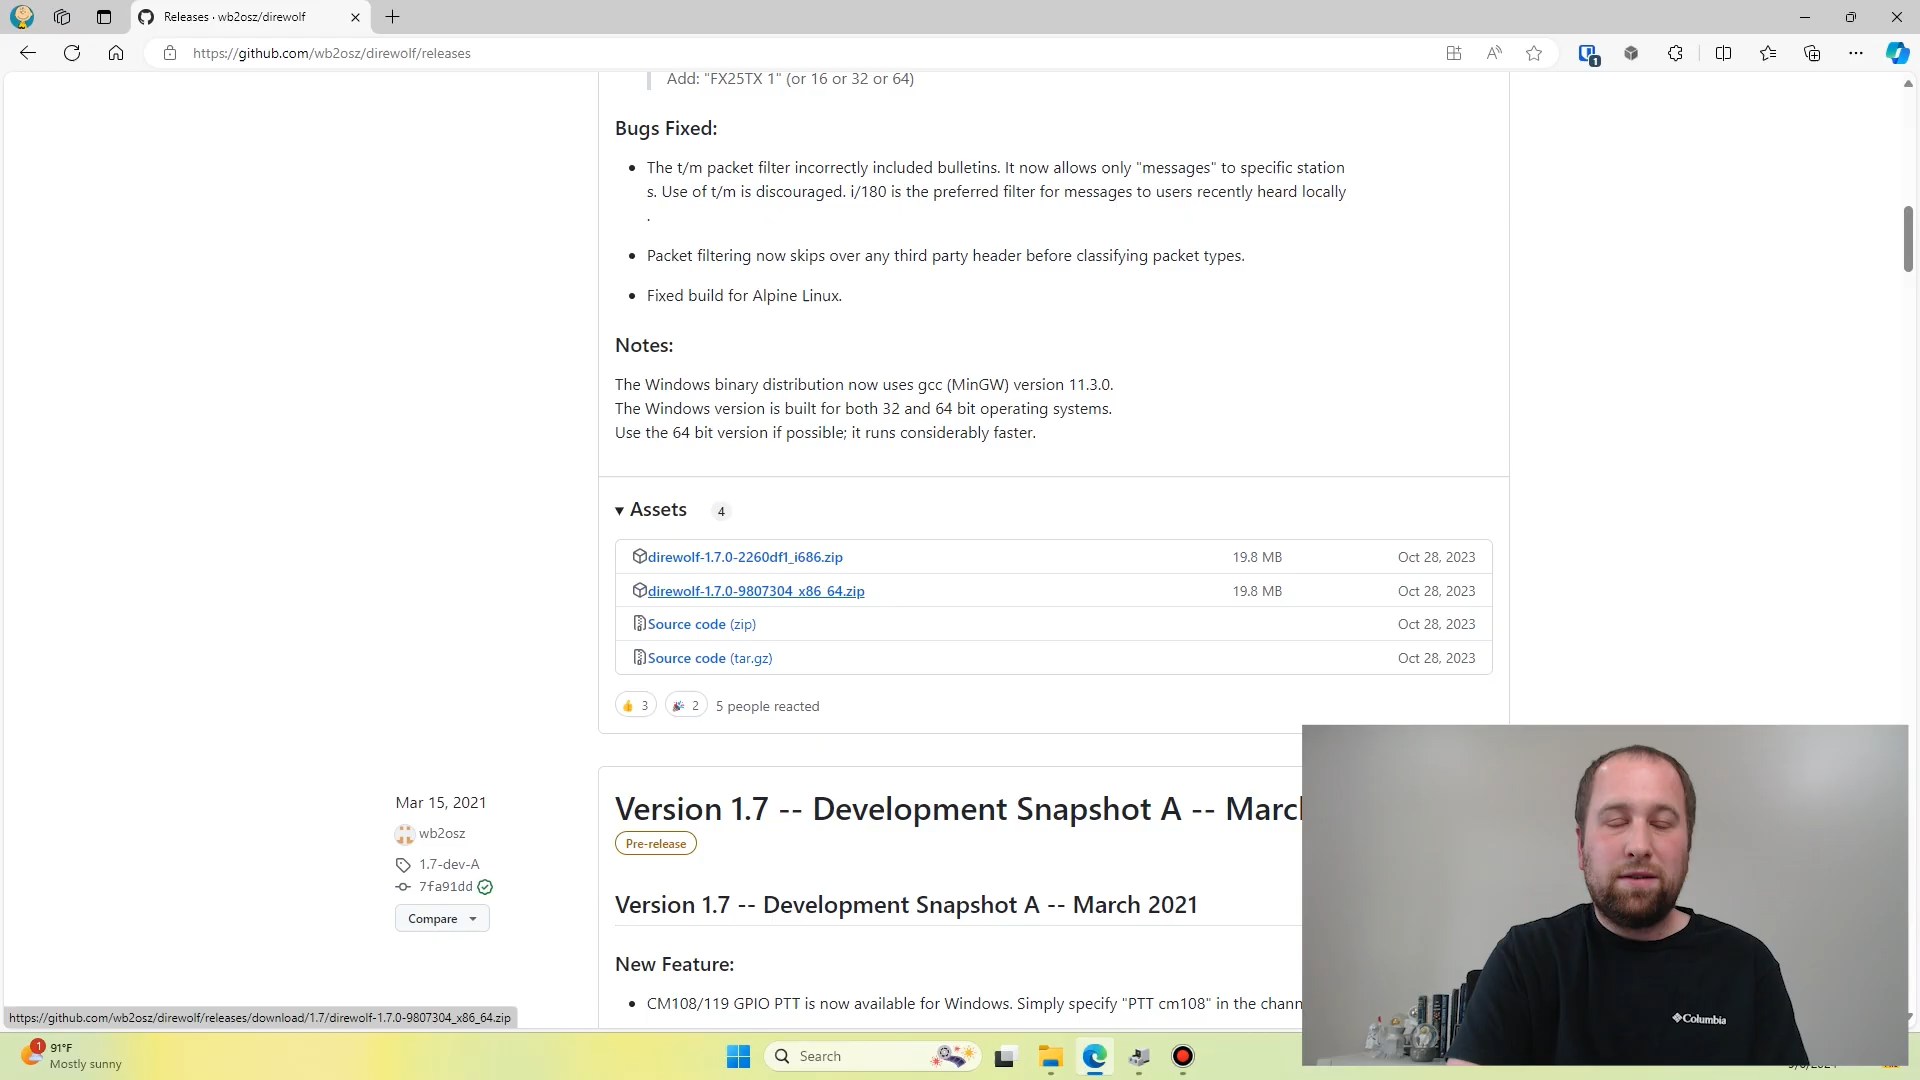 Releases · wb2osz/direwolf
https://github.com/wb2osz/direwolf/releases
1
Add: "FX25TX 1" (or 16 or 32 or 64)
Bugs Fixed:
The t/m packet filter incorrectly included bulletins. It now allows only "messages" to specific station
s. Use of t/m is discouraged. i/180 is the preferred filter for messages to users recently heard locally
.
Packet filtering now skips over any third party header before classifying packet types.
Fixed build for Alpine Linux.
Notes:
The Windows binary distribution now uses gcc (MinGW) version 11.3.0.
The Windows version is built for both 32 and 64 bit operating systems.
Use the 64 bit version if possible; it runs considerably faster.
Assets 4
direwolf-1.7.0-2260df1_i686.zip 19.8 MB Oct 28, 2023
direwolf-1.7.0-9807304_x86_64.zip 19.8 MB Oct 28, 2023
Source code (zip) Oct 28, 2023
Source code (tar.gz) Oct 28, 2023
3 2 5 people reacted
Mar 15, 2021
wb2osz
1.7-dev-A
7fa91dd
Compare
Version 1.7 -- Development Snapshot A -- March
Pre-release
Version 1.7 -- Development Snapshot A -- March 2021
New Feature:
CM108/119 GPIO PTT is now available for Windows. Simply specify "PTT cm108" in the chann
https://github.com/wb2osz/direwolf/releases/download/1.7/direwolf-1.7.0-9807304_x86_64.zip
Columbia
1
91°F
Mostly sunny
Search